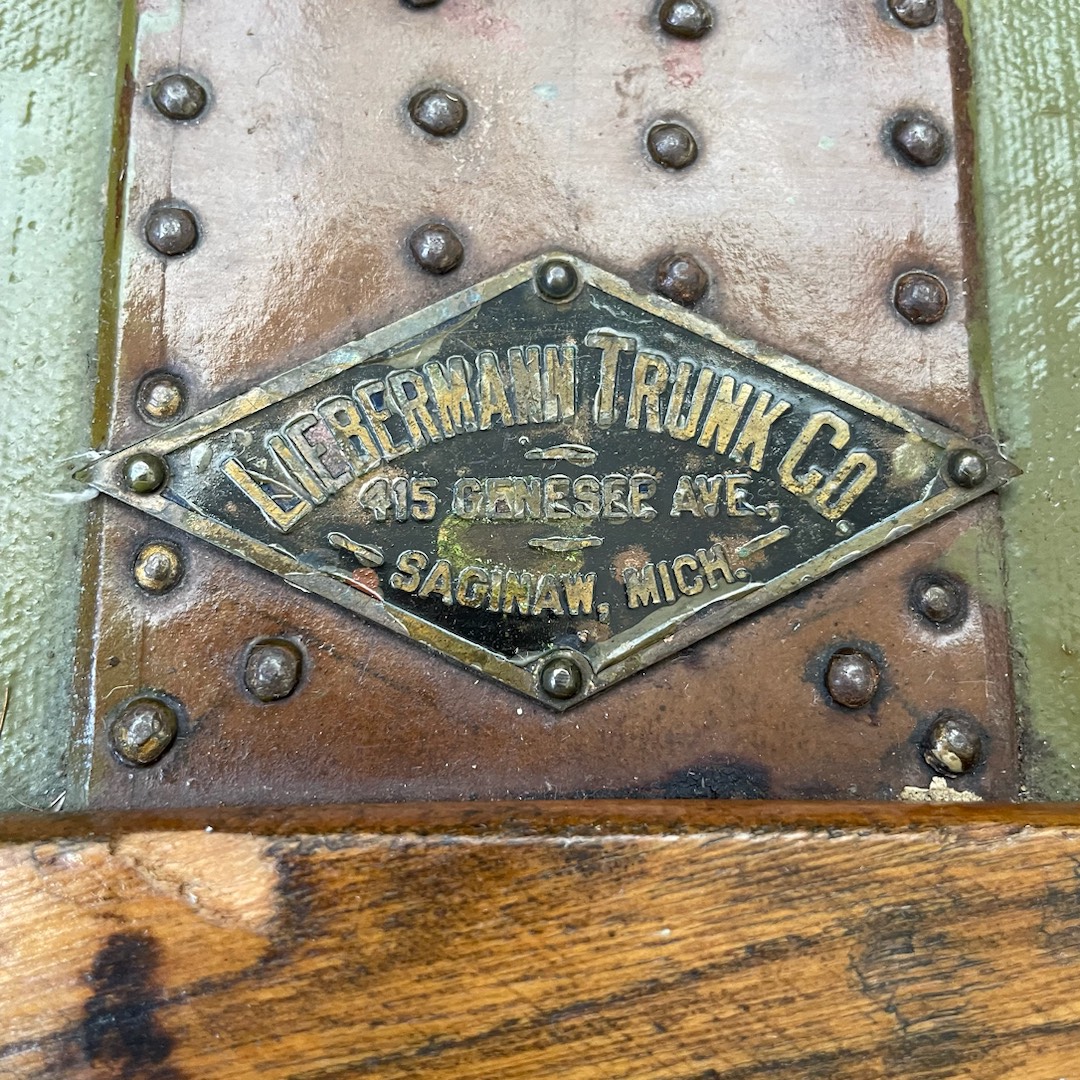 LIEBERMANN TRUNK CO
415 GENESEE AVE.,
SAGINAW, MICH.